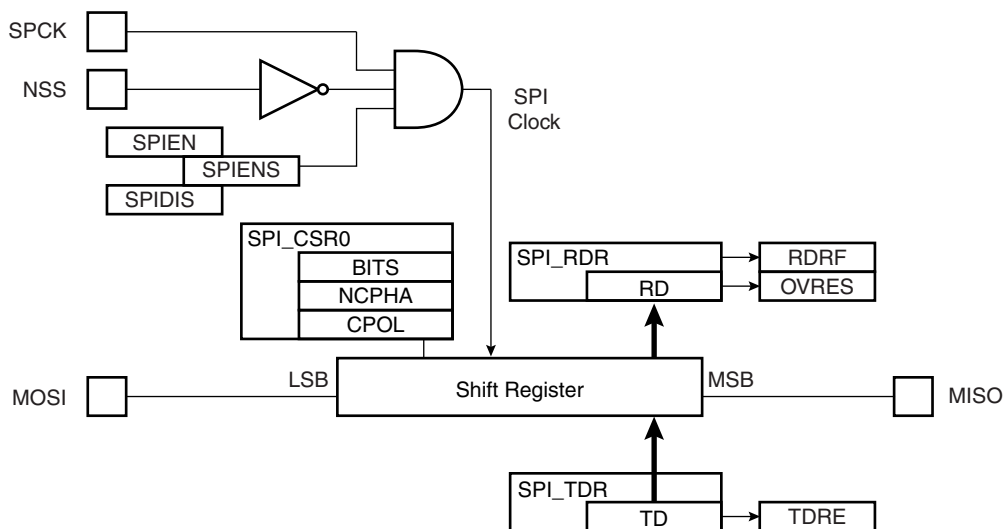 SPCK
NSS
SPI
Clock
SPIEN
SPIENS
SPIDIS
SPI_CSR0
BITS
NCPHA
CPOL
SPI_RDR
RD
RDRF
OVRES
MOSI
LSB
Shift Register
MSB
MISO
SPI_TDR
TD
TDRE